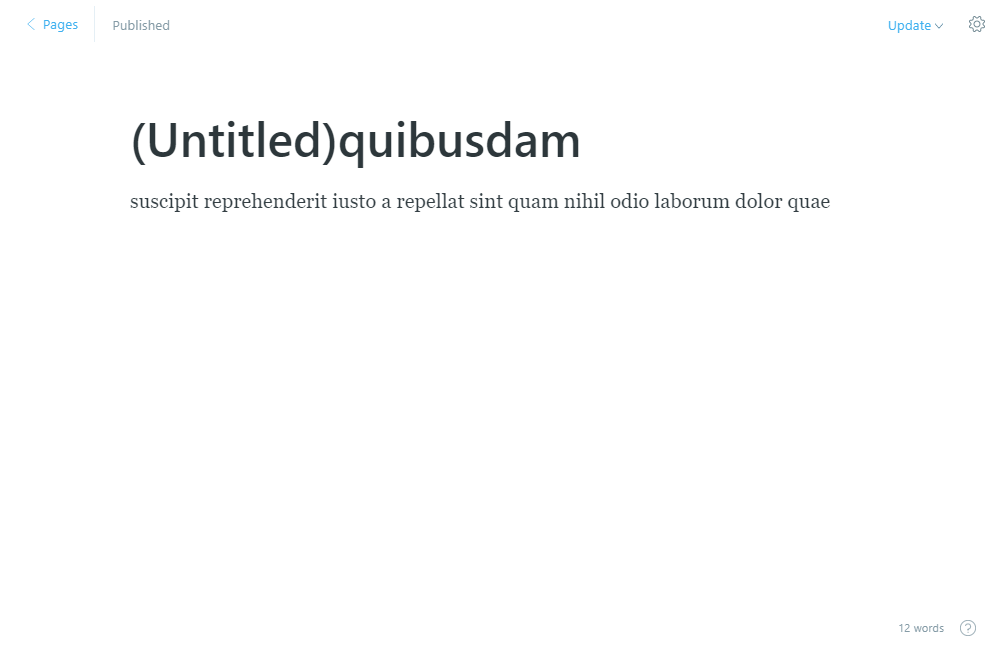 Pages
Published
Update
(Untitled)quibusdam
suscipit reprehenderit iusto a repellat sint quam nihil odio laborum dolor quae
12 words
?